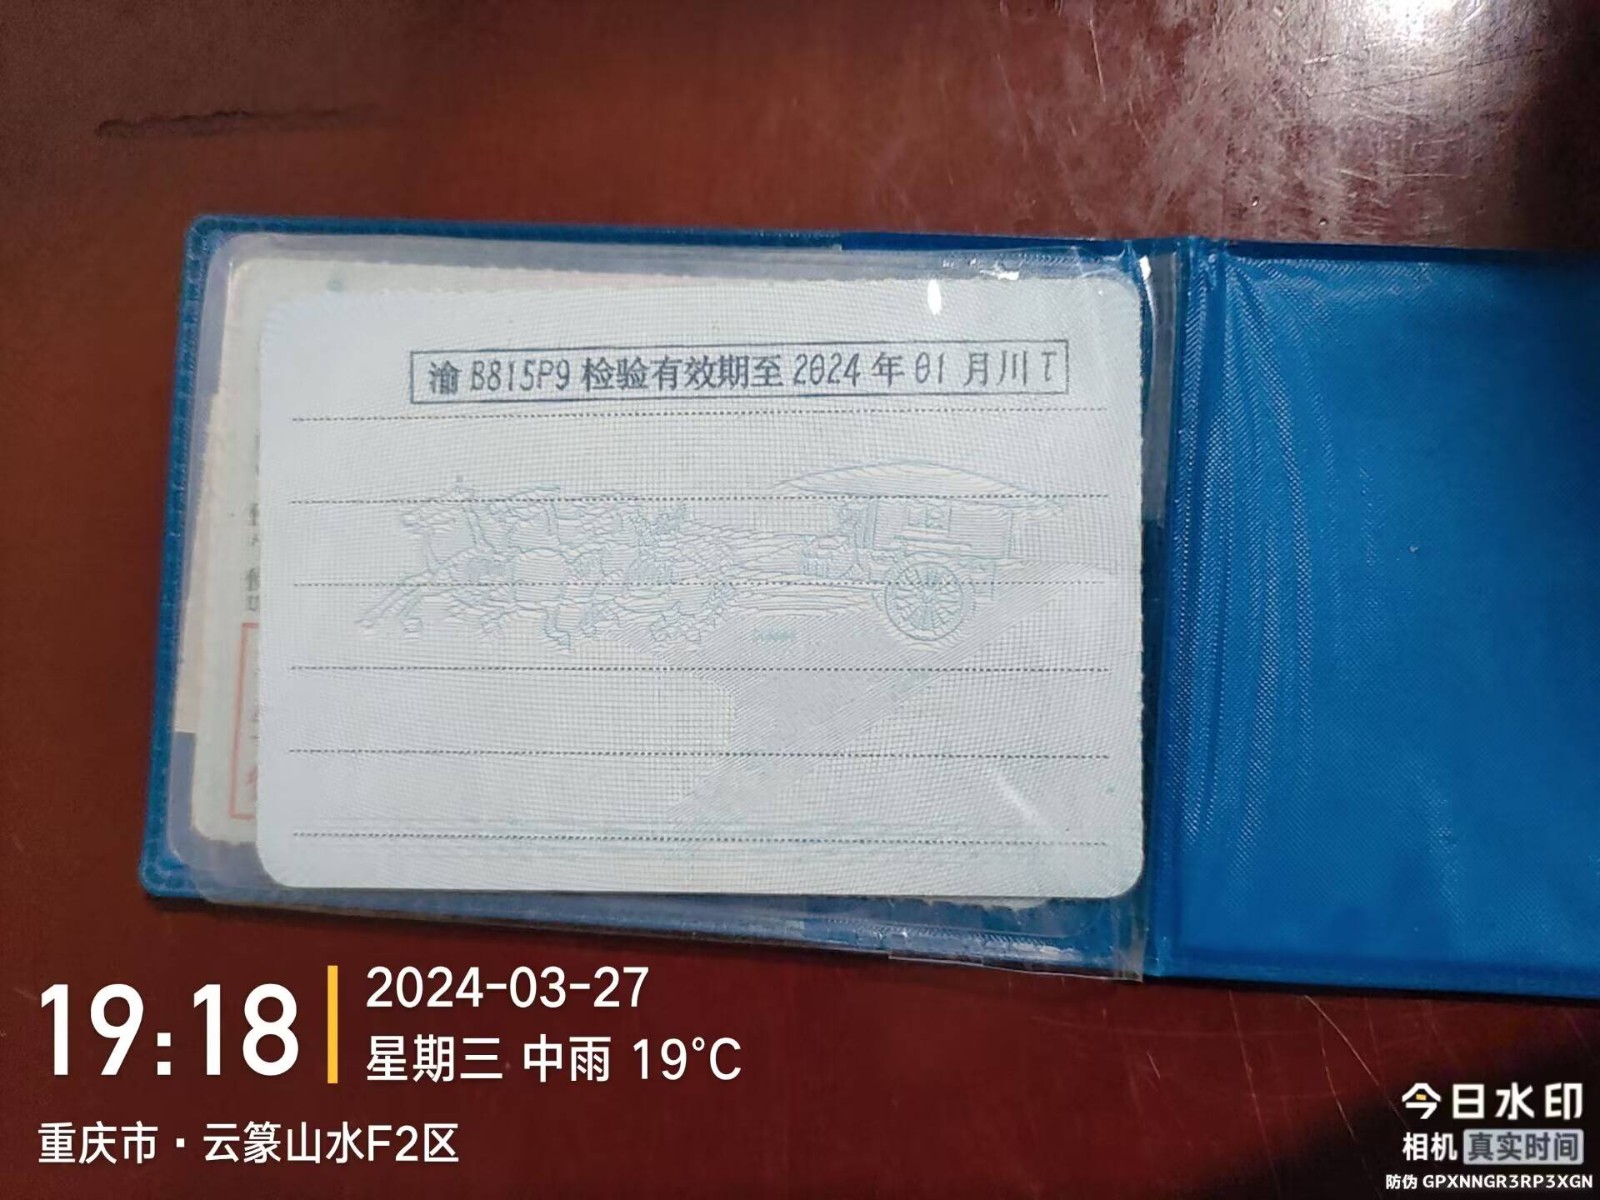 渝B815P9 检验有效期至2024年01月川T
19:18
2024-03-27
星期三 中雨 19°C
重庆市·云篆山水F2区
今日水印
相机 真实时间
防伪 GPXNNGR3RP3XGN